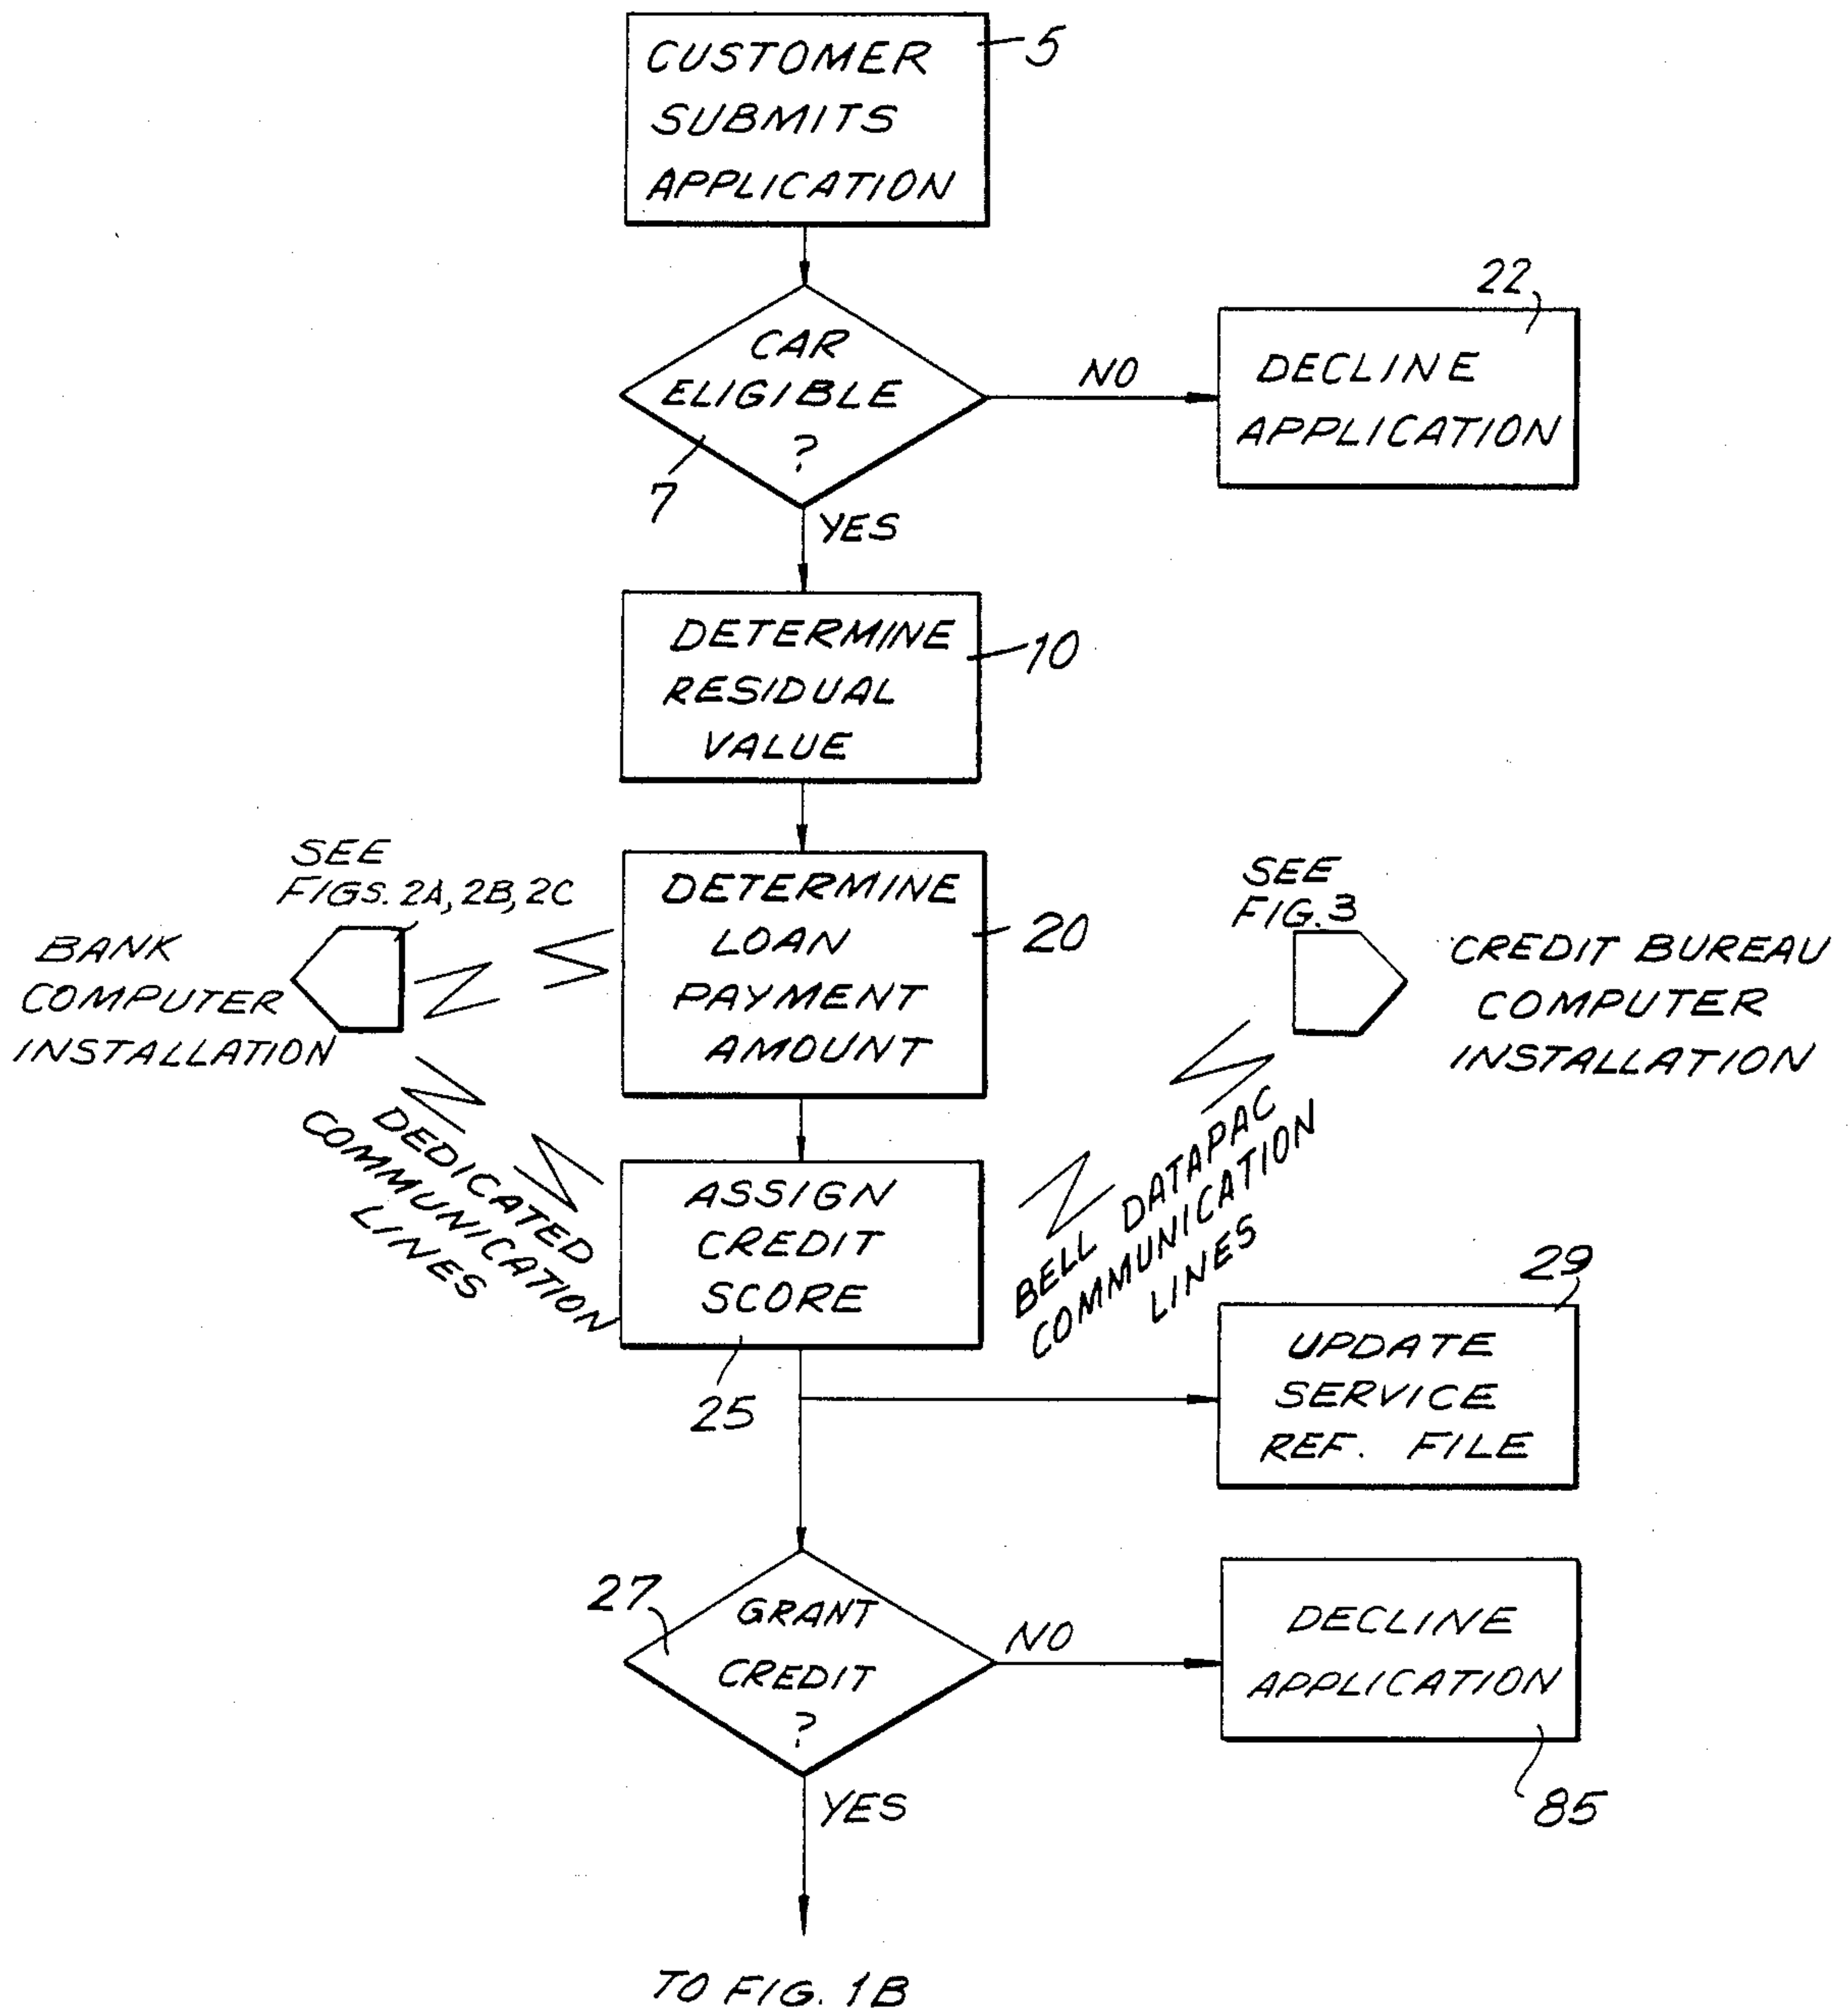 CUSTOMER
SUBMITS
APPLICATION
5
CAR
ELIGIBLE
?
7
NO
22
DECLINE
APPLICATION
YES
DETERMINE
RESIDUAL
VALUE
10
SEE
FIGS. 2A, 2B, 2C
BANK
COMPUTER
INSTALLATION
DETERMINE
LOAN
PAYMENT
AMOUNT
20
SEE
FIG. 3
CREDIT BUREAU
COMPUTER
INSTALLATION
DEDICATED
COMMUNICATION
LINES
ASSIGN
CREDIT
SCORE
25
BELL DATAPAC
COMMUNICATION
LINES
29
UPDATE
SERVICE
REF. FILE
27
GRANT
CREDIT
?
NO
DECLINE
APPLICATION
85
YES
TO FIG. 1B